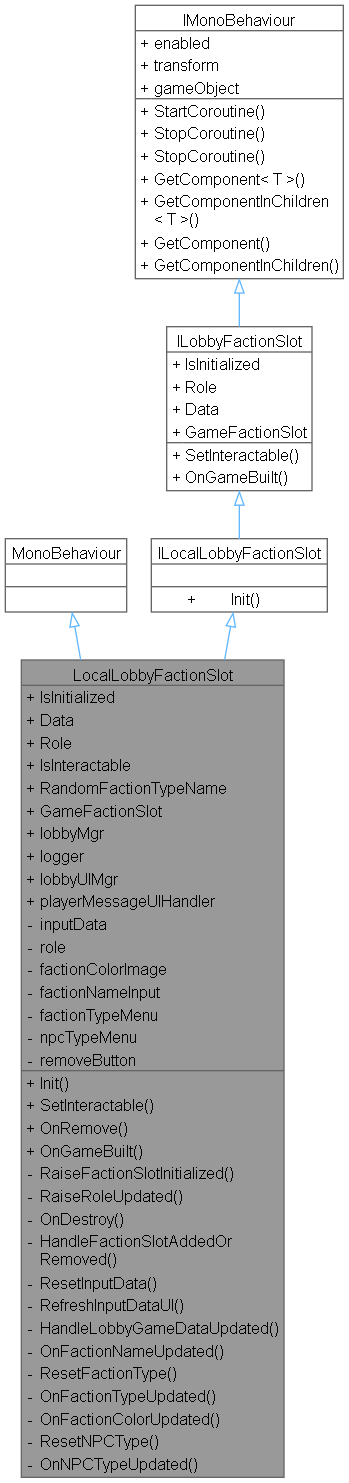 IMonoBehaviour
+ enabled
+ transform
+ gameObject
+ StartCoroutine()
+ StopCoroutine()
+ StopCoroutine()
+ GetComponent< T >()
+ GetComponentInChildren
< T >()
+ GetComponent()
+ GetComponentInChildren()
ILobbyFactionSlot
+ IsInitialized
+ Role
+ Data
+ GameFactionSlot
+ SetInteractable()
+ OnGameBuilt()
MonoBehaviour
ILocalLobbyFactionSlot
+ Init()
LocalLobbyFactionSlot
+ IsInitialized
+ Data
+ Role
+ IsInteractable
+ RandomFactionTypeName
+ GameFactionSlot
+ lobbyMgr
+ logger
+ lobbyUIMgr
+ playerMessageUIHandler
- inputData
- role
- factionColorImage
- factionNameInput
- factionTypeMenu
- npcTypeMenu
- removeButton
+ Init()
+ SetInteractable()
+ OnRemove()
+ OnGameBuilt()
- RaiseFactionSlotInitialized()
- RaiseRoleUpdated()
- OnDestroy()
- HandleFactionSlotAddedOr
Removed()
- ResetInputData()
- RefreshInputDataUI()
- HandleLobbyGameDataUpdated()
- OnFactionNameUpdated()
- ResetFactionType()
- OnFactionTypeUpdated()
- OnFactionColorUpdated()
- ResetNPCType()
- OnNPCTypeUpdated()